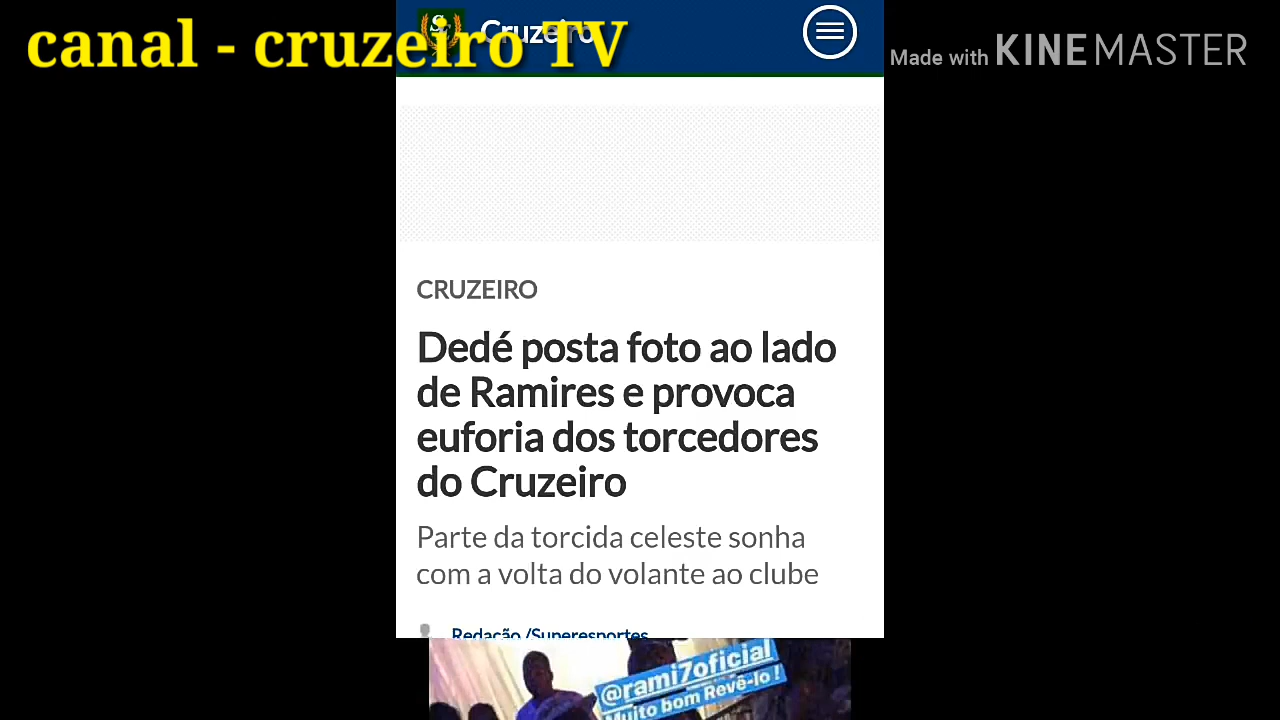 canal - cruzeiro TV
Cruzeiro
Made with KINEMASTER
CRUZEIRO
Dedé posta foto ao lado
de Ramires e provoca
euforia dos torcedores
do Cruzeiro
Parte da torcida celeste sonha
com a volta do volante ao clube
Redação /Superesportes
@rami7oficial
Muito bom Revê-lo !